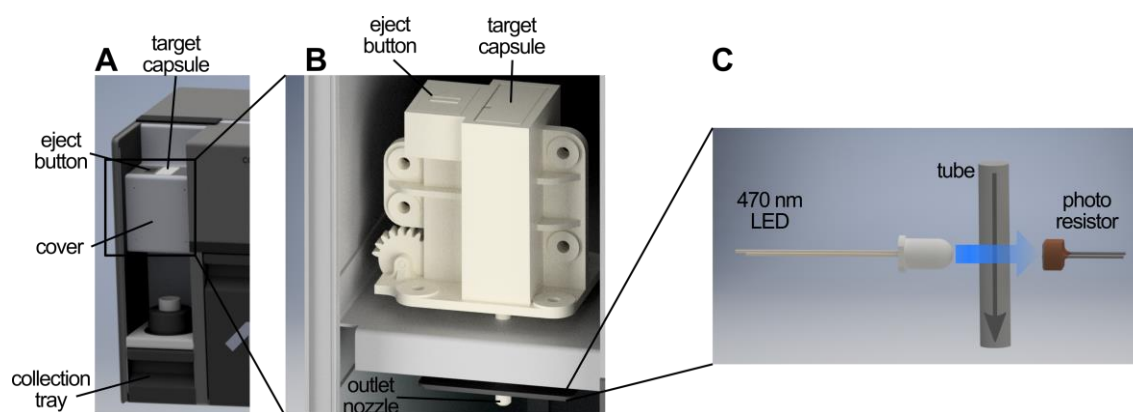 A
target
capsule
eject
button
cover
collection
tray
B
eject
button
target
capsule
outlet
nozzle
C
470 nm
LED
tube
photo
resistor